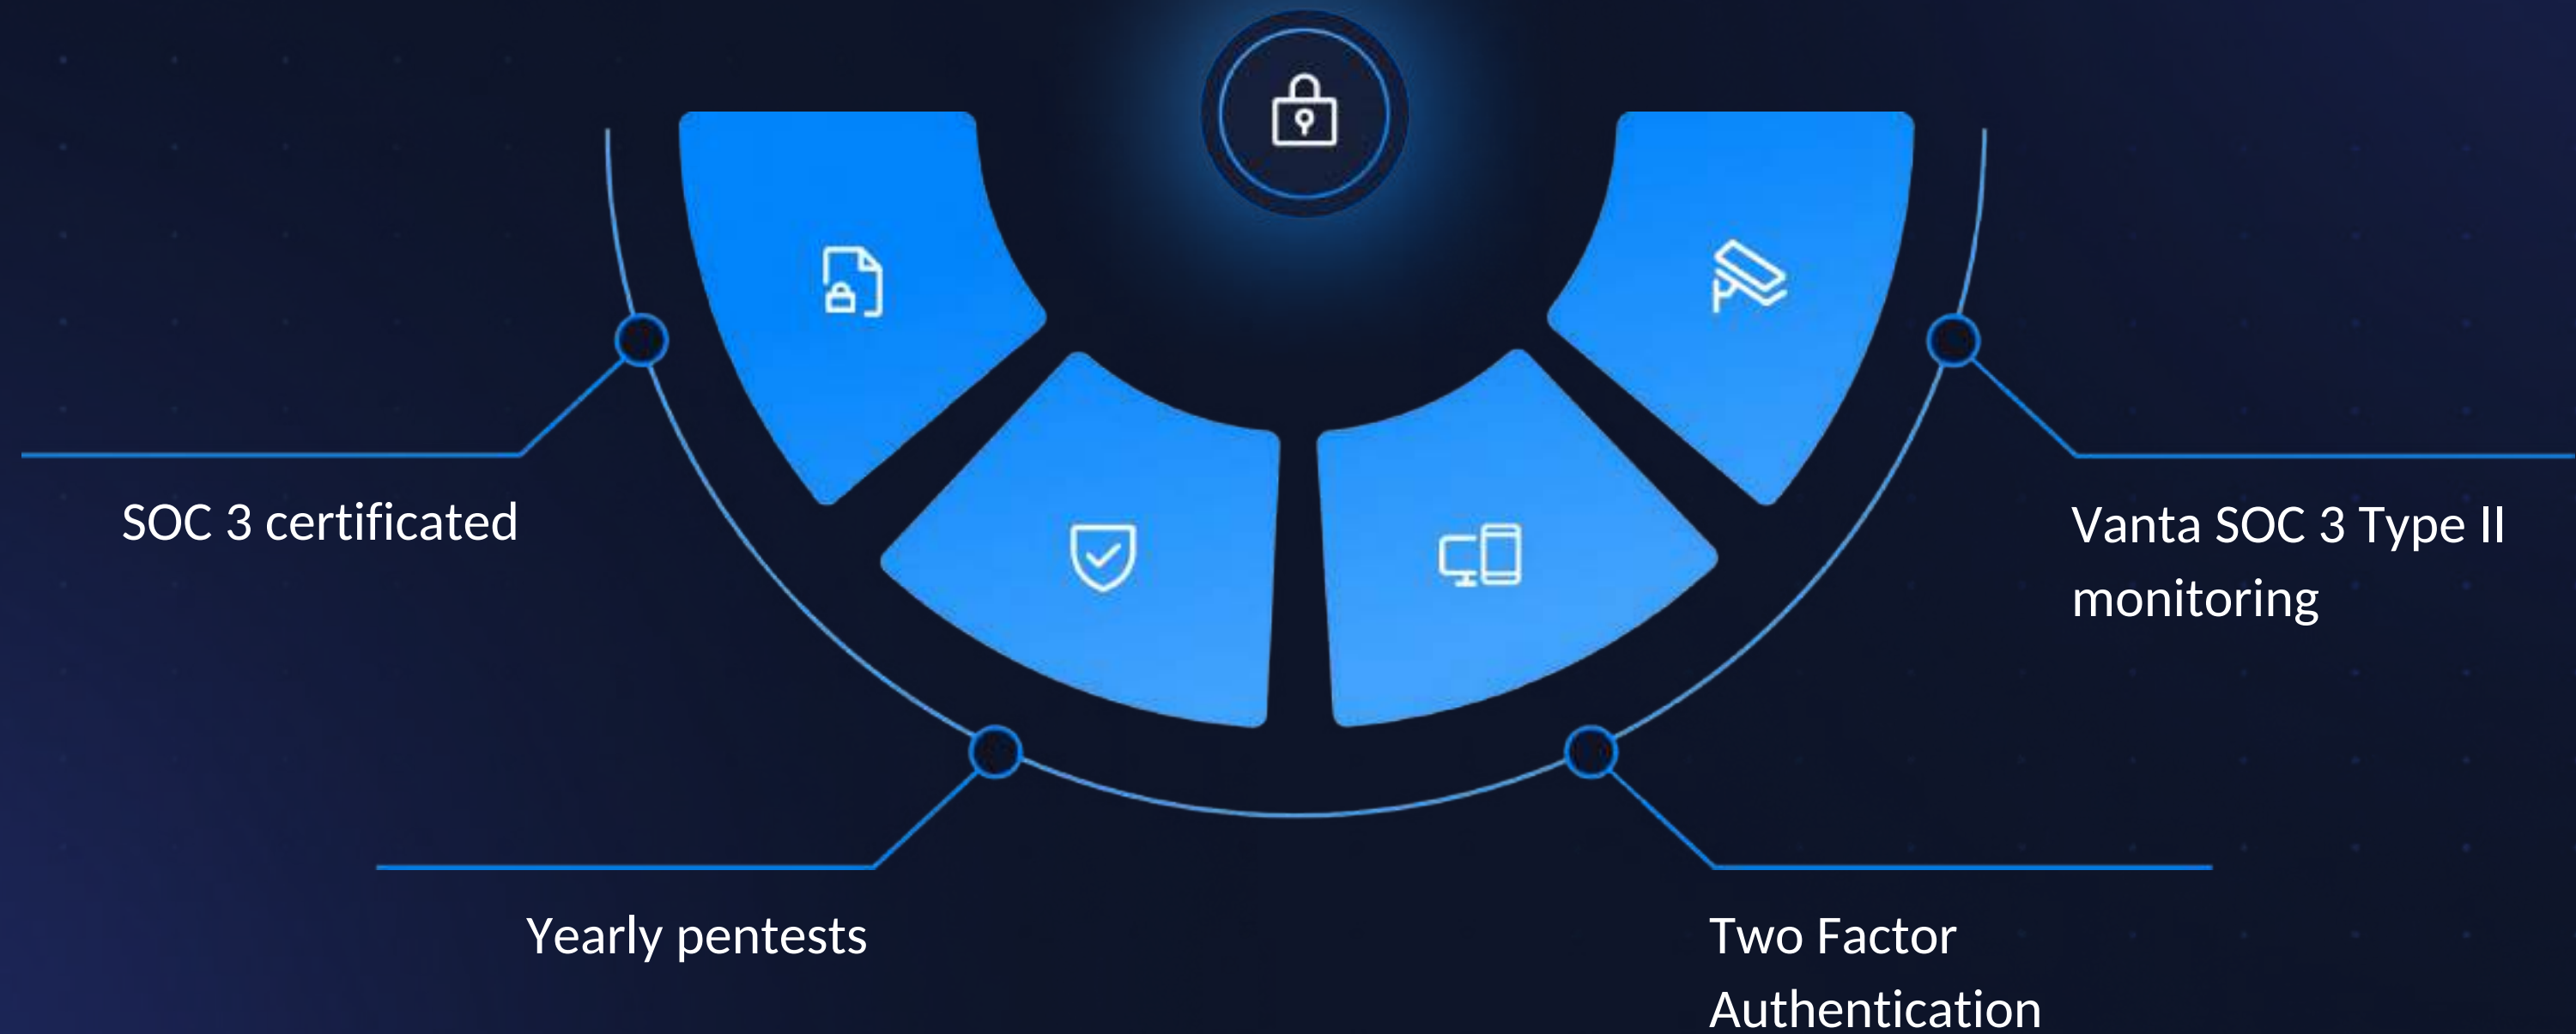 SOC 3 certificated
Vanta SOC 3 Type II
monitoring
Yearly pentests
Two Factor
Authentication